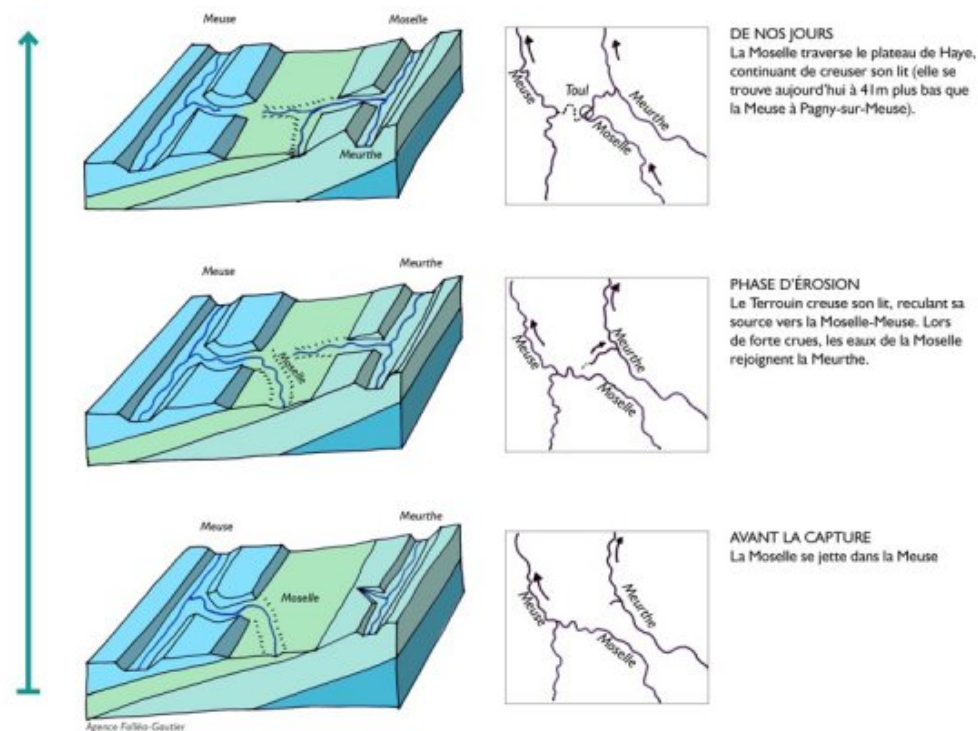 Meuse
Moselle
Meurthe
Meuse
Toul
Moselle
Meurthe
DE NOS JOURS
La Moselle traverse le plateau de Haye,
continuant de creuser son lit (elle se
trouve aujourd'hui à 41m plus bas que
la Meuse à Pagny-sur-Meuse).
Meuse
Meurthe
Moselle
Meuse
Meurthe
Moselle
PHASE D'ÉROSION
Le Terrouin creuse son lit, reculant sa
source vers la Moselle-Meuse. Lors
de forte crues, les eaux de la Moselle
rejoignent la Meurthe.
Meuse
Meurthe
Moselle
Meuse
Meurthe
Moselle
AVANT LA CAPTURE
La Moselle se jette dans la Meuse
Agence Folléa-Gautier